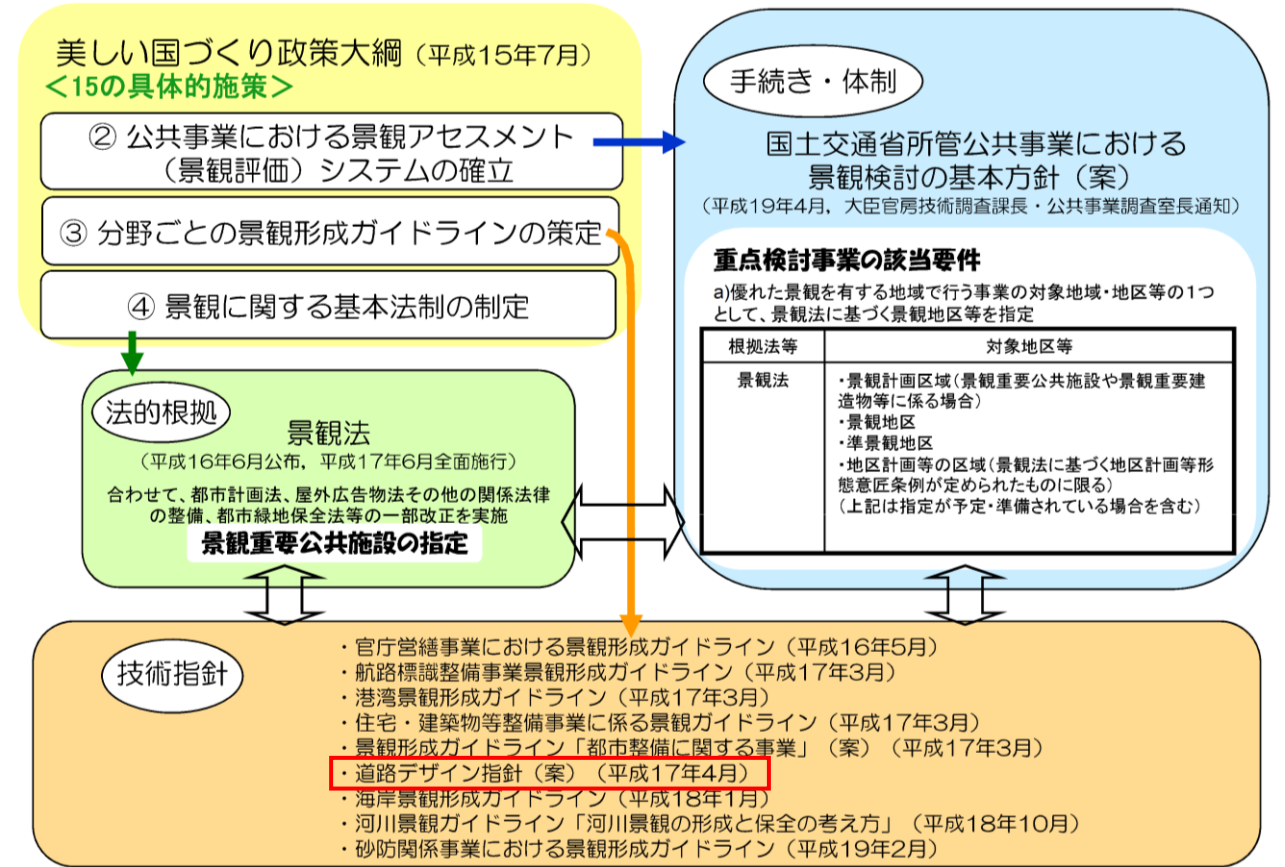 美しい国づくり政策大綱（平成15年7月）
＜15の具体的施策＞
② 公共事業における景観アセスメント
（景観評価）システムの確立
③ 分野ごとの景観形成ガイドラインの策定
④ 景観に関する基本法制の制定
手続き・体制
国土交通省所管公共事業における
景観検討の基本方針（案）
（平成19年4月，大臣官房技術調査課長・公共事業調査室長通知）
重点検討事業の該当要件
a)優れた景観を有する地域で行う事業の対象地域・地区等の1つ
として、景観法に基づく景観地区等を指定
根拠法等
対象地区等
景観法
・景観計画区域（景観重要公共施設や景観重要建
造物等に係る場合）
・景観地区
・準景観地区
・地区計画等の区域（景観法に基づく地区計画等形
態意匠条例が定められたものに限る）
（上記は指定が予定・準備されている場合を含む）
法的根拠
景観法
（平成16年6月公布，平成17年6月全面施行）
合わせて、都市計画法、屋外広告物法その他の関係法律
の整備、都市緑地保全法等の一部改正を実施
景観重要公共施設の指定
技術指針
・官庁営繕事業における景観形成ガイドライン（平成16年5月）
・航路標識整備事業景観形成ガイドライン（平成17年3月）
・港湾景観形成ガイドライン（平成17年3月）
・住宅・建築物等整備事業に係る景観ガイドライン（平成17年3月）
・景観形成ガイドライン「都市整備に関する事業」（案）（平成17年3月）
・道路デザイン指針（案）（平成17年4月）
・海岸景観形成ガイドライン（平成18年1月）
・河川景観ガイドライン「河川景観の形成と保全の考え方」（平成18年10月）
・砂防関係事業における景観形成ガイドライン（平成19年2月）